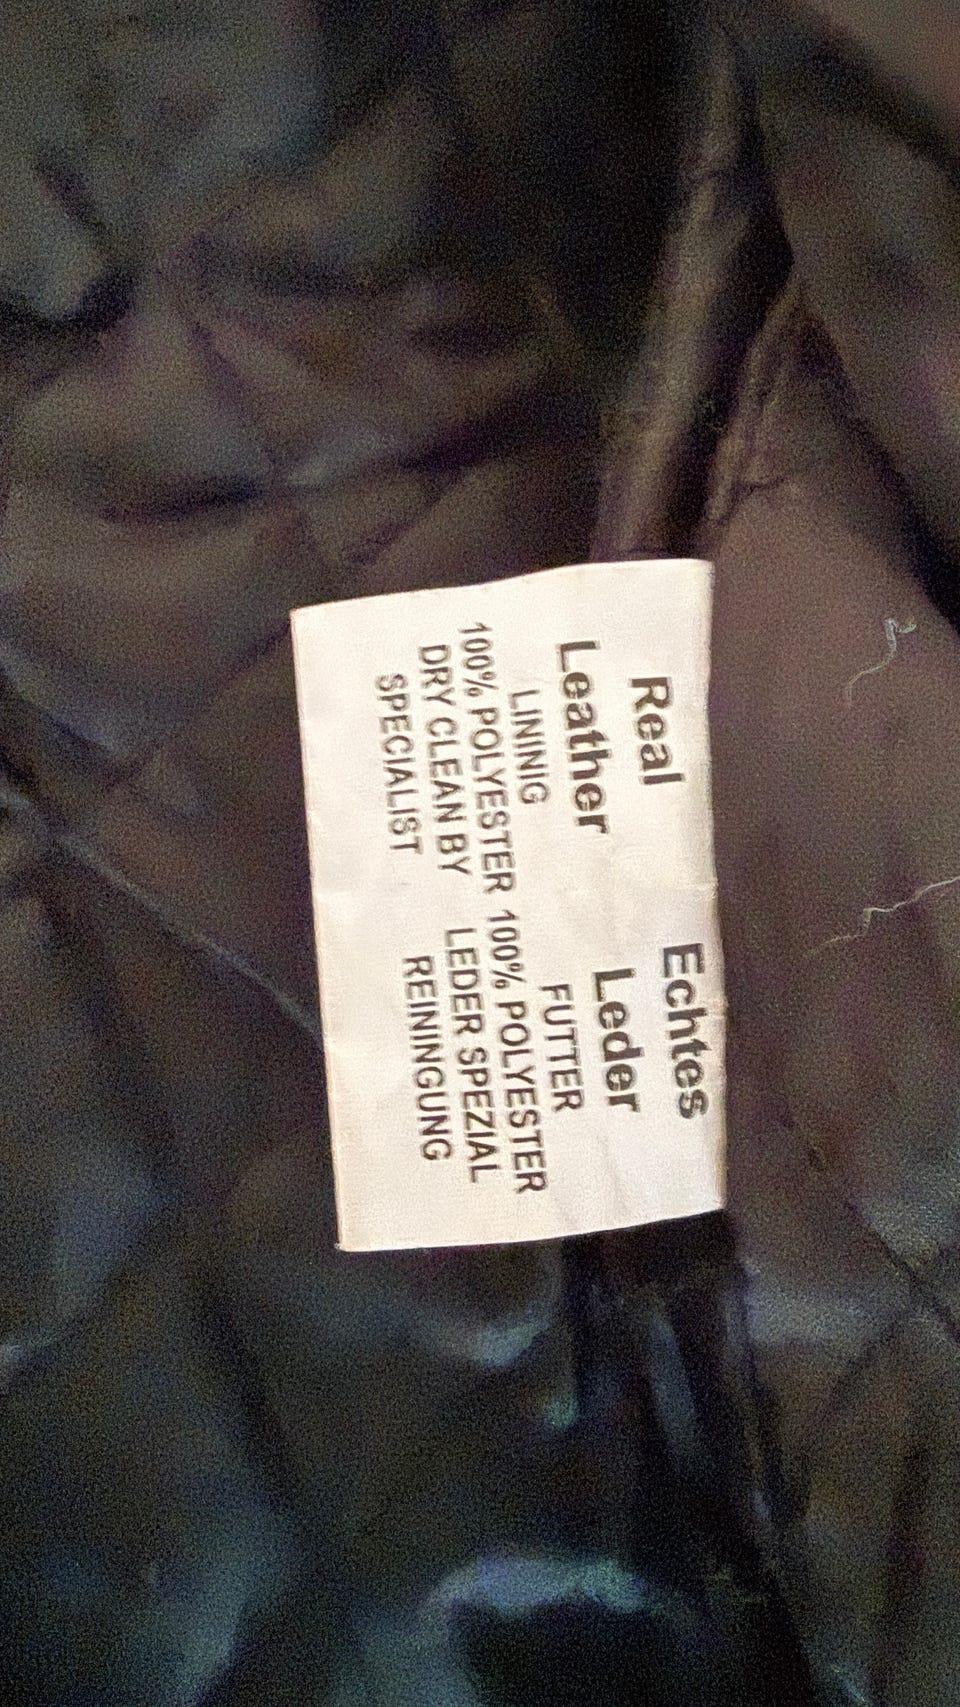 Real
Leather
LININIG
100% POLYESTER
DRY CLEAN BY
SPECIALIST
Echtes
Leder
FUTTER
100% POLYESTER
LEDER SPEZIAL
REININGUNG